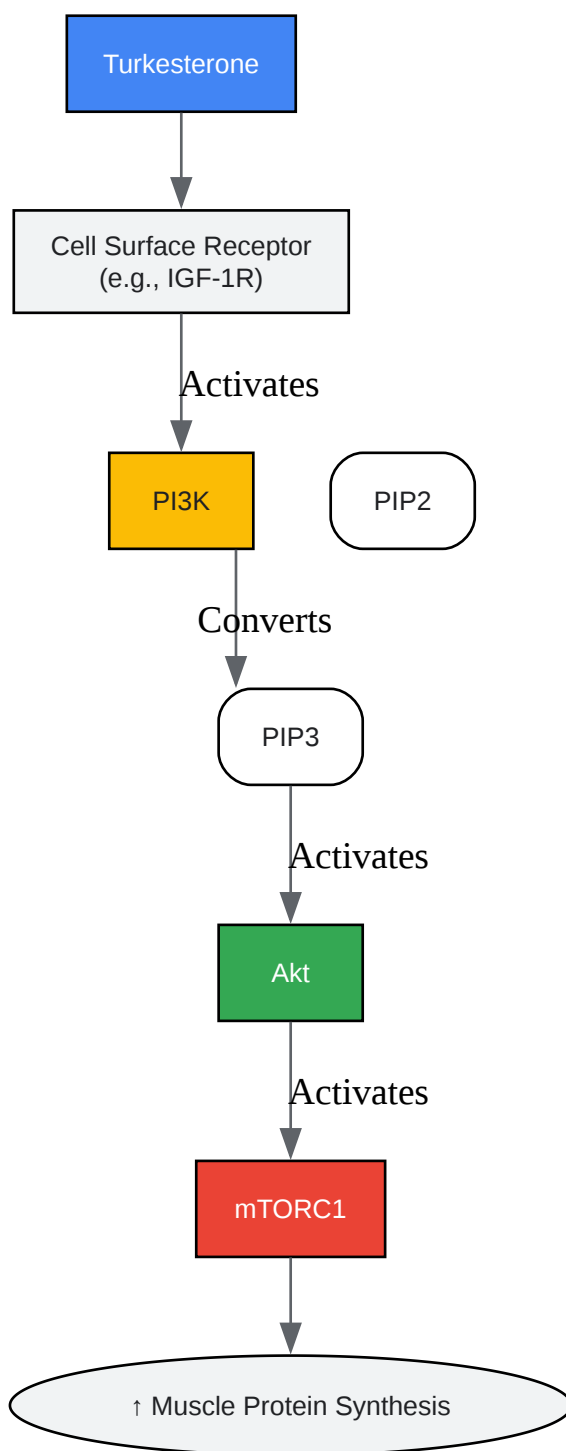 Turkesterone
Cell Surface Receptor
(e.g., IGF-1R)
Activates
PI3K
PIP2
Converts
PIP3
Activates
Akt
Activates
mTORC1
↑ Muscle Protein Synthesis